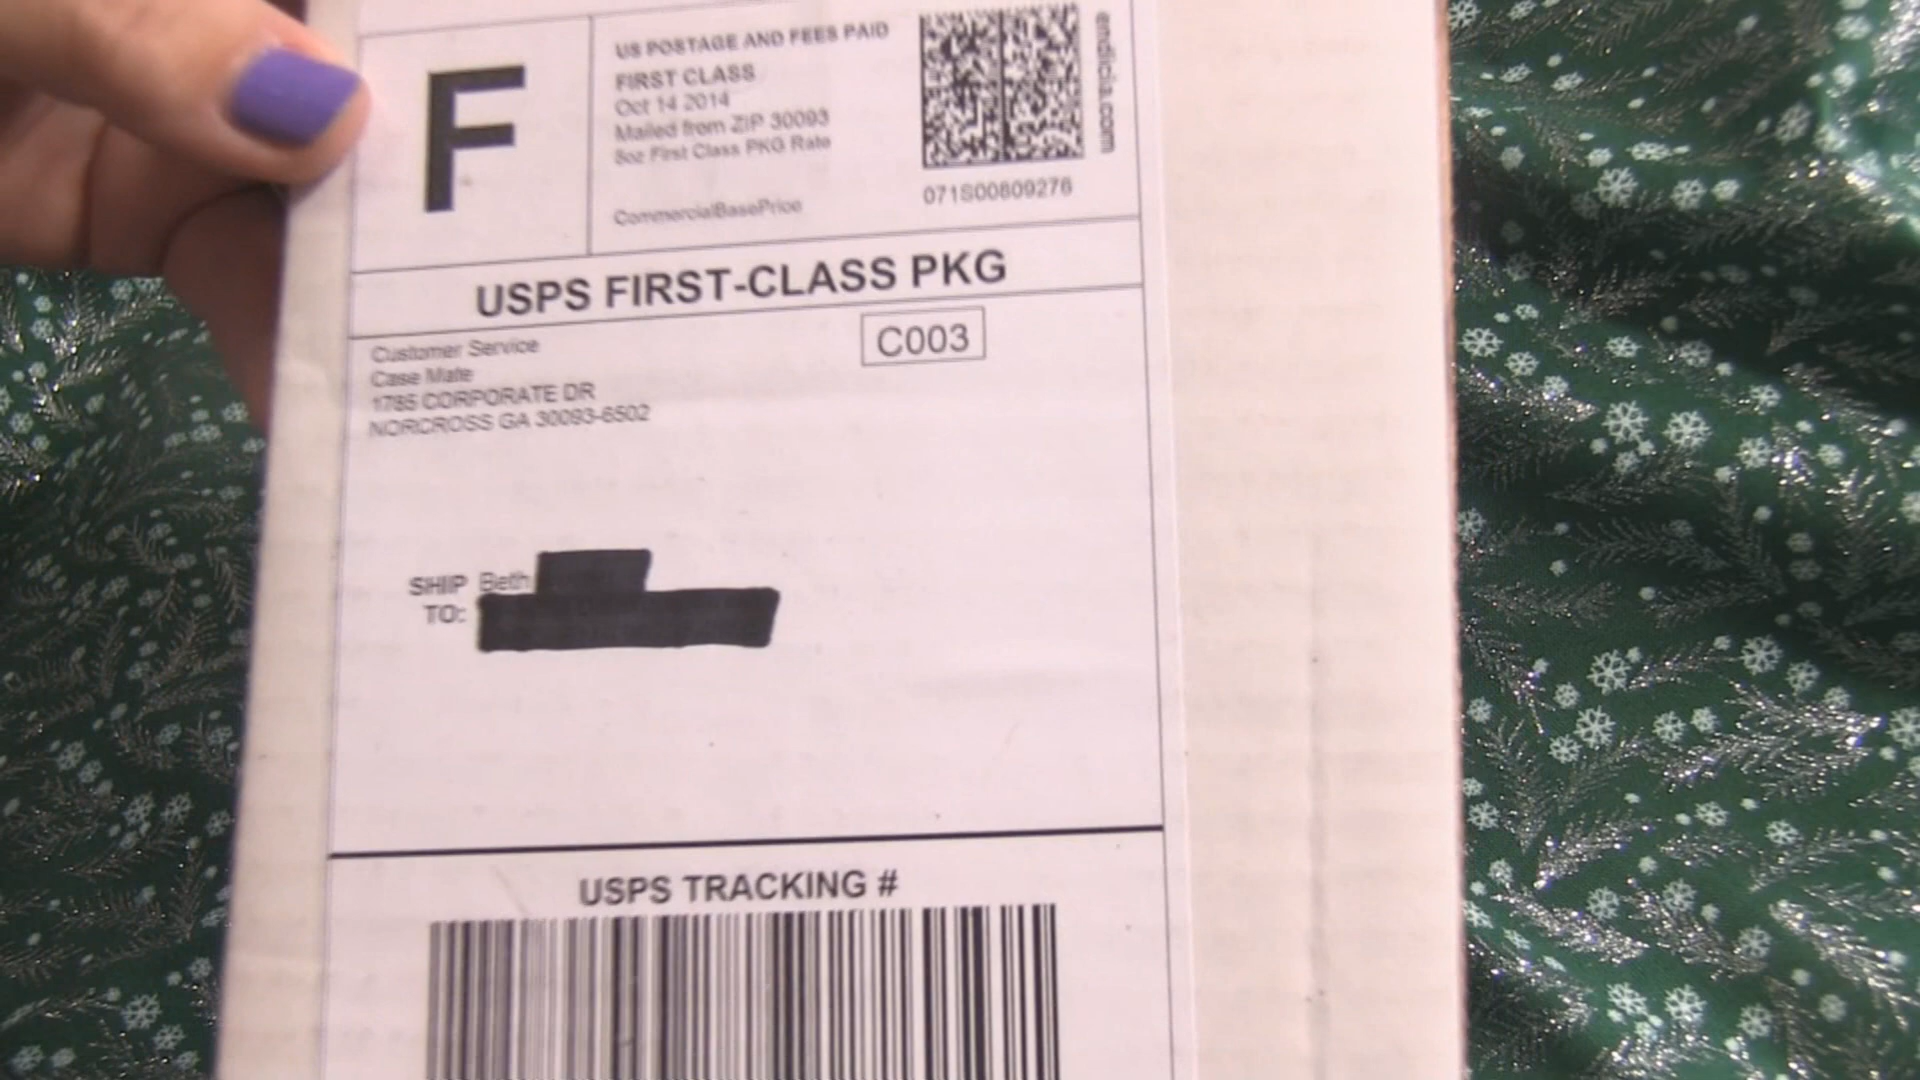 F
US POSTAGE AND FEES PAID
FIRST CLASS
Oct 14 2014
Mailed from ZIP 30093
8oz First Class PKG Rate
CommercialBasePrice
endicia.com
071S00809276
USPS FIRST-CLASS PKG
Customer Service
Case Mate
1785 CORPORATE DR
NORCROSS GA 30093-6502
C003
SHIP Beth
TO:
USPS TRACKING #